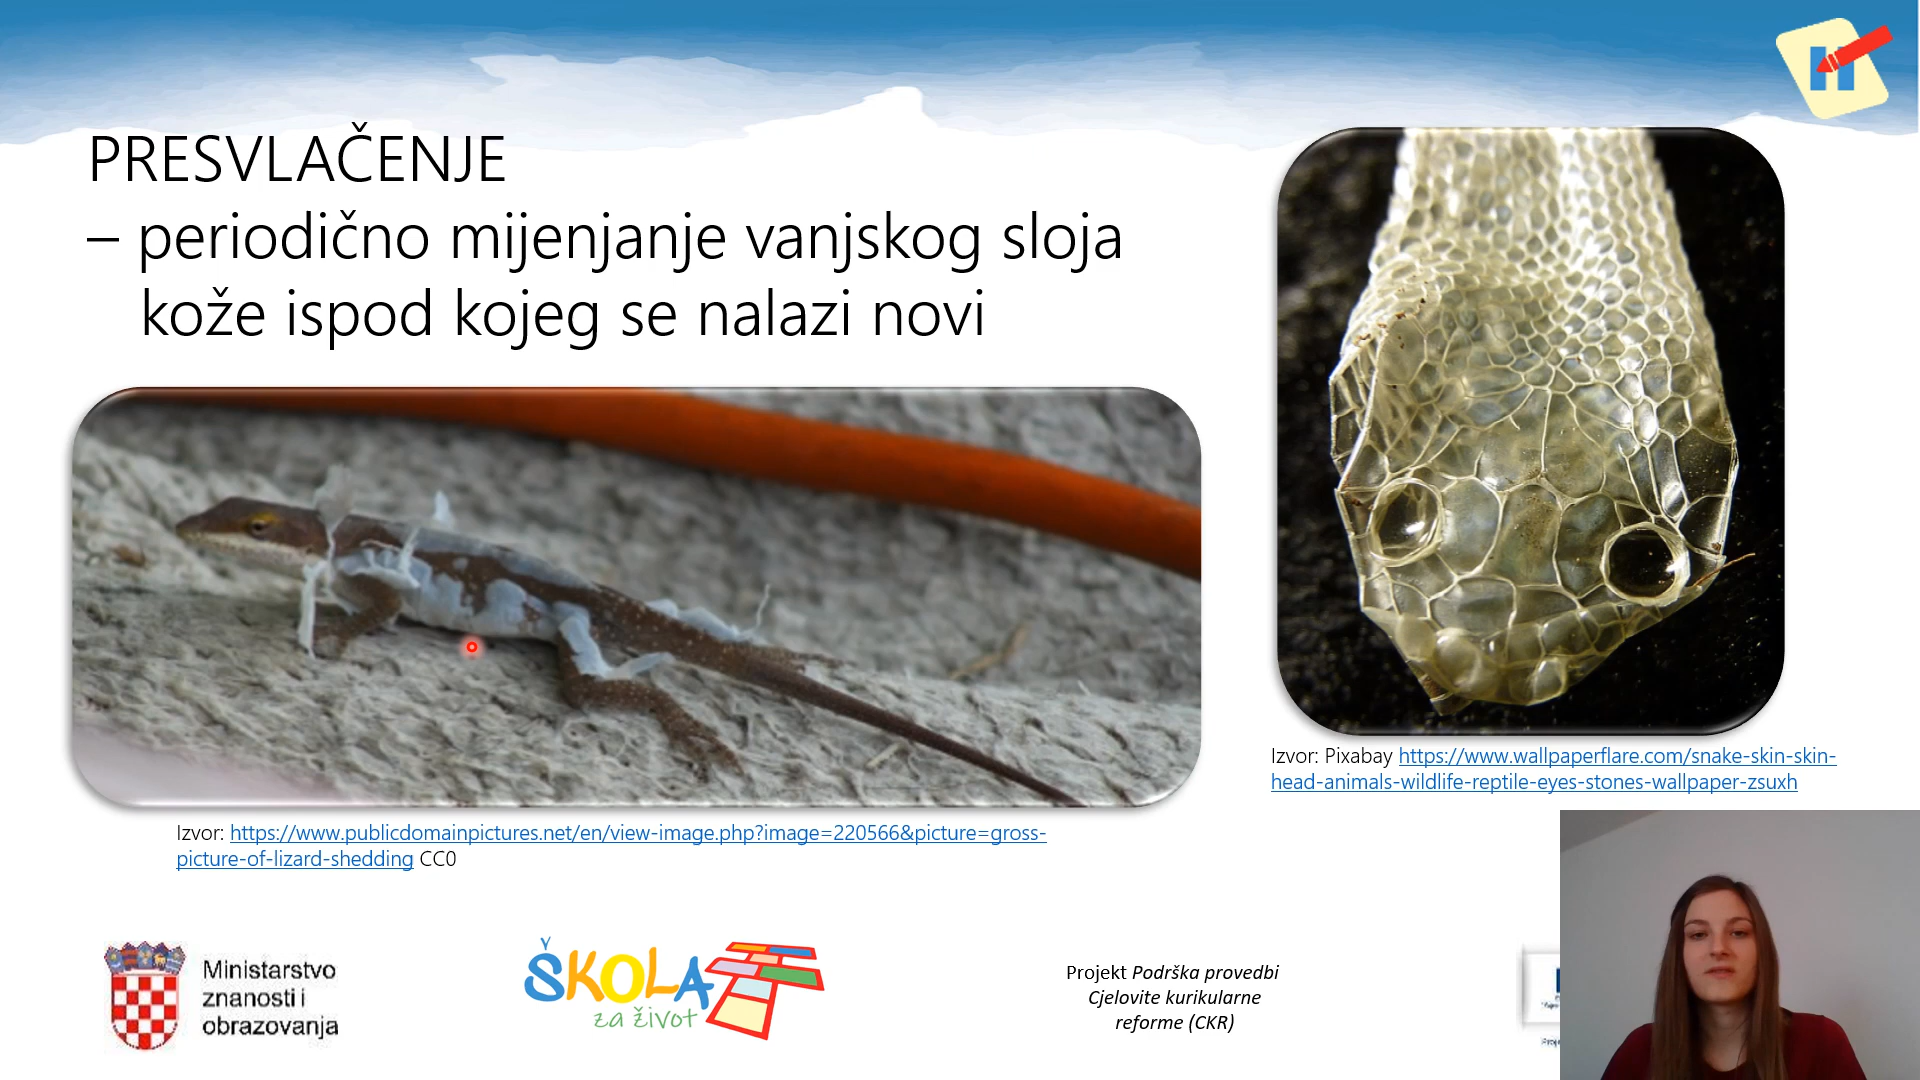 PRESVLAČENJE
– periodično mijenjanje vanjskog sloja
kože ispod kojeg se nalazi novi
Izvor: Pixabay https://www.wallpaperflare.com/snake-skin-skin-
head-animals-wildlife-reptile-eyes-stones-wallpaper-zsuxh
Izvor: https://www.publicdomainpictures.net/en/view-image.php?image=220566&picture=gross-
picture-of-lizard-shedding CC0
Ministarstvo
znanosti i
obrazovanja
ŠKOLA
za život
Projekt Podrška provedbi
Cjelovite kurikularne
reforme (CKR)